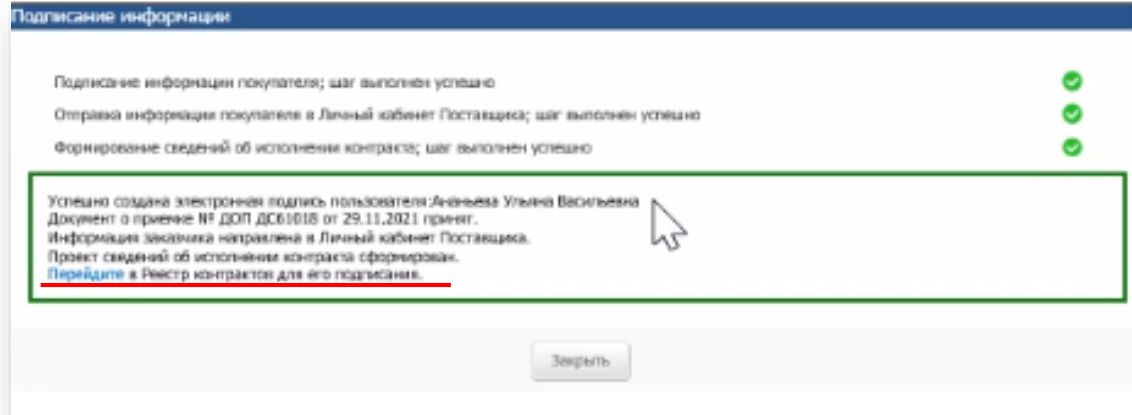 Подписание информации
Подписание информации покупателя; шаг выполнен успешно
Отправка информации покупателя в Личный кабинет Поставщика; шаг выполнен успешно
Формирование сведений об исполнении контракта; шаг выполнен успешно
Успешно создана электронная подпись пользователя:Ананьева Ульяна Васильевна
Документ о приемке № ДОП ДС61018 от 29.11.2021 принят.
Информация заказчика направлена в Личный кабинет Поставщика.
Проект сведений об исполнении контракта сформирован.
Перейдите в Реестр контрактов для его подписания.
Закрыть